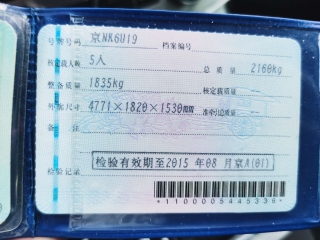 号牌号码 京NK6U19 档案编号
核定载人数 5人 总质量 2160kg
整备质量 1835kg 核定载质量 --
外廓尺寸 4771×1820×1530mm 准牵引总质量 --
备注
检验有效期至2015年08月京A(01)
检验记录
*1100005445336*